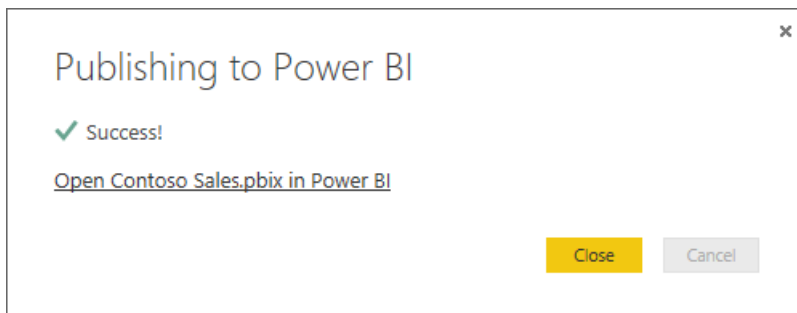 Publishing to Power BI
Success!
Open Contoso Sales.pbix in Power BI
Close Cancel